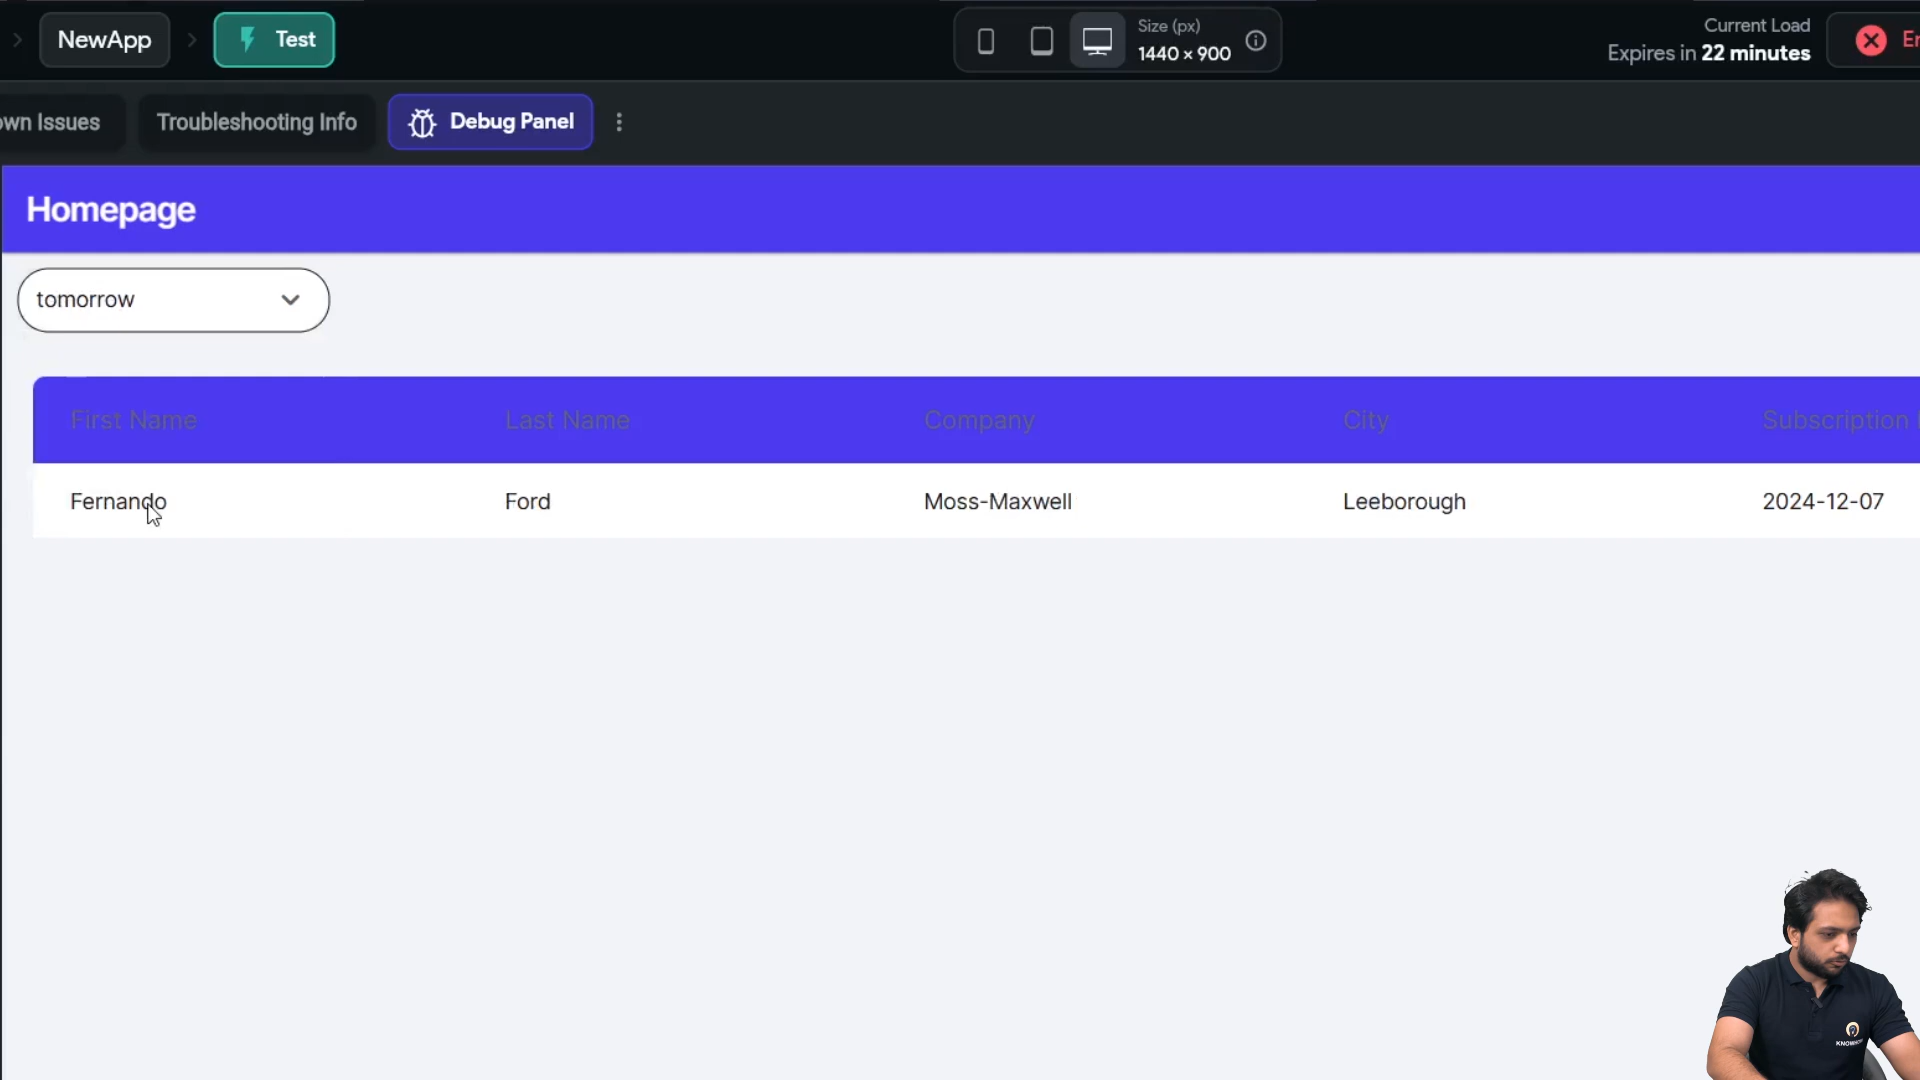 NewApp
Test
Size (px)
1440 × 900
Current Load
Expires in 22 minutes
own Issues
Troubleshooting Info
Debug Panel
Homepage
tomorrow
First Name Last Name Company City Subscription
Fernando Ford Moss-Maxwell Leeborough 2024-12-07